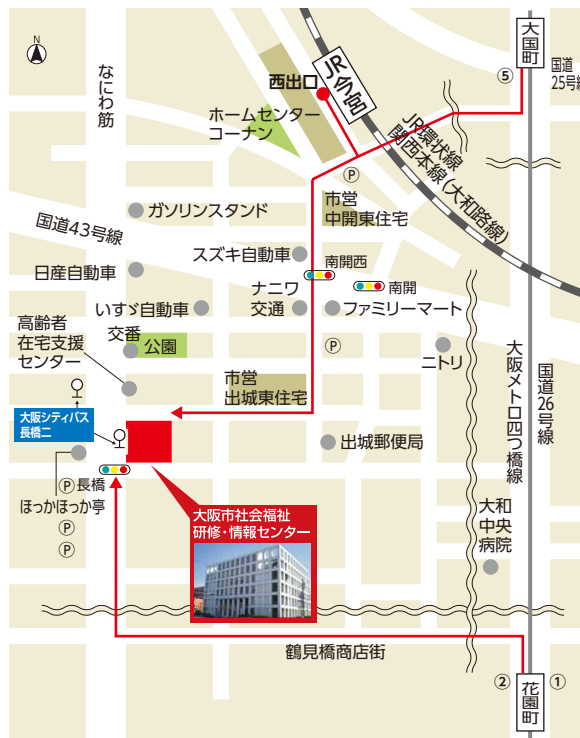 N
なにわ筋
西出口
JR今宮
大国町
⑤
国道
25号線
ホームセンター
コーナン
JR環状線
関西本線(大和路線)
Ⓟ
ガソリンスタンド
市営
中開東住宅
国道43号線
スズキ自動車
南開西
日産自動車
南開
いすゞ自動車
ナニワ
交通
ファミリーマート
高齢者
在宅支援
センター
交番
公園
Ⓟ
ニトリ
市営
出城東住宅
大阪メトロ四つ橋線
国道26号線
大阪シティバス
長橋二
出城郵便局
Ⓟ
長橋
ほっかほっか亭
Ⓟ
Ⓟ
大阪市社会福祉
研修・情報センター
大和
中央
病院
鶴見橋商店街
②
花園町
①